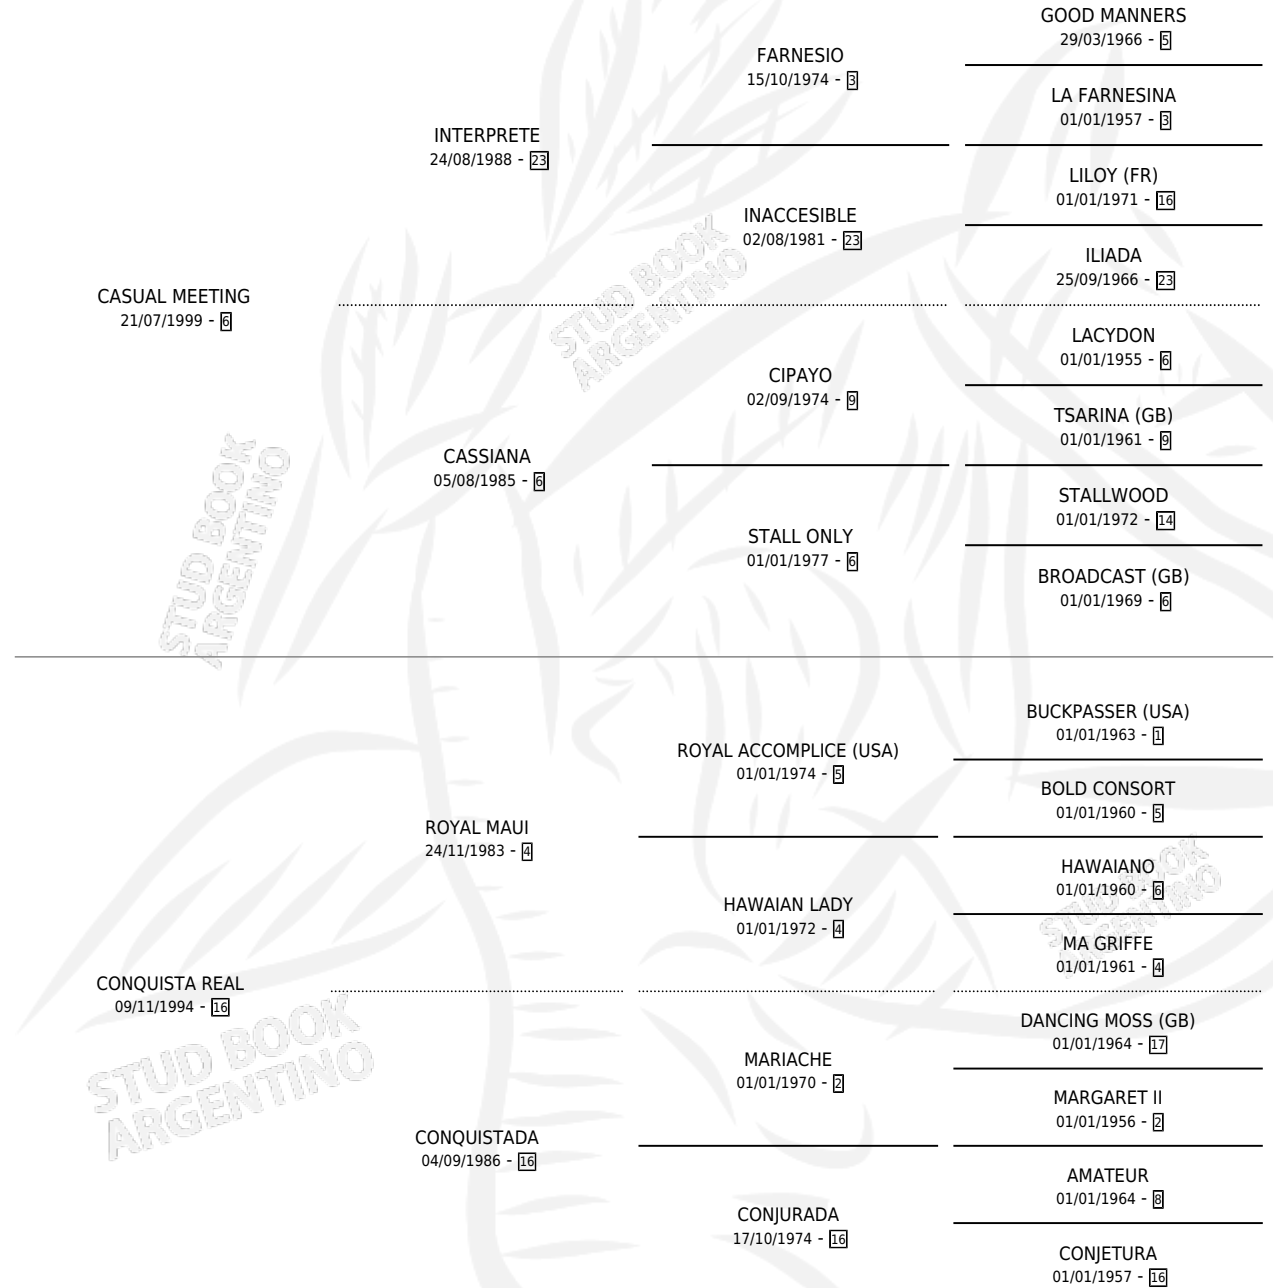 GOOD MANNERS
29/03/1966 - 5
FARNESIO
15/10/1974 - 3
LA FARNESINA
01/01/1957 - 3
INTERPRETE
24/08/1988 - 23
LILOY (FR)
01/01/1971 - 16
INACCESIBLE
02/08/1981 - 23
ILIADA
25/09/1966 - 23
CASUAL MEETING
21/07/1999 - 6
LACYDON
01/01/1955 - 6
CIPAYO
02/09/1974 - 9
TSARINA (GB)
01/01/1961 - 9
CASSIANA
05/08/1985 - 6
STALLWOOD
01/01/1972 - 14
STALL ONLY
01/01/1977 - 6
BROADCAST (GB)
01/01/1969 - 6
STUD BOOK
ARGENTINO
STUD BOOK
ARGENTINO
BUCKPASSER (USA)
01/01/1963 - 1
ROYAL ACCOMPLICE (USA)
01/01/1974 - 5
BOLD CONSORT
01/01/1960 - 5
ROYAL MAUI
24/11/1983 - 4
HAWAIANO
01/01/1960 - 6
HAWAIAN LADY
01/01/1972 - 4
MA GRIFFE
01/01/1961 - 4
CONQUISTA REAL
09/11/1994 - 16
DANCING MOSS (GB)
01/01/1964 - 17
MARIACHE
01/01/1970 - 2
MARGARET II
01/01/1956 - 2
CONQUISTADA
04/09/1986 - 16
AMATEUR
01/01/1964 - 8
CONJURADA
17/10/1974 - 16
CONJETURA
01/01/1957 - 16
STUD BOOK
ARGENTINO
STUD BOOK
ARGENTINO